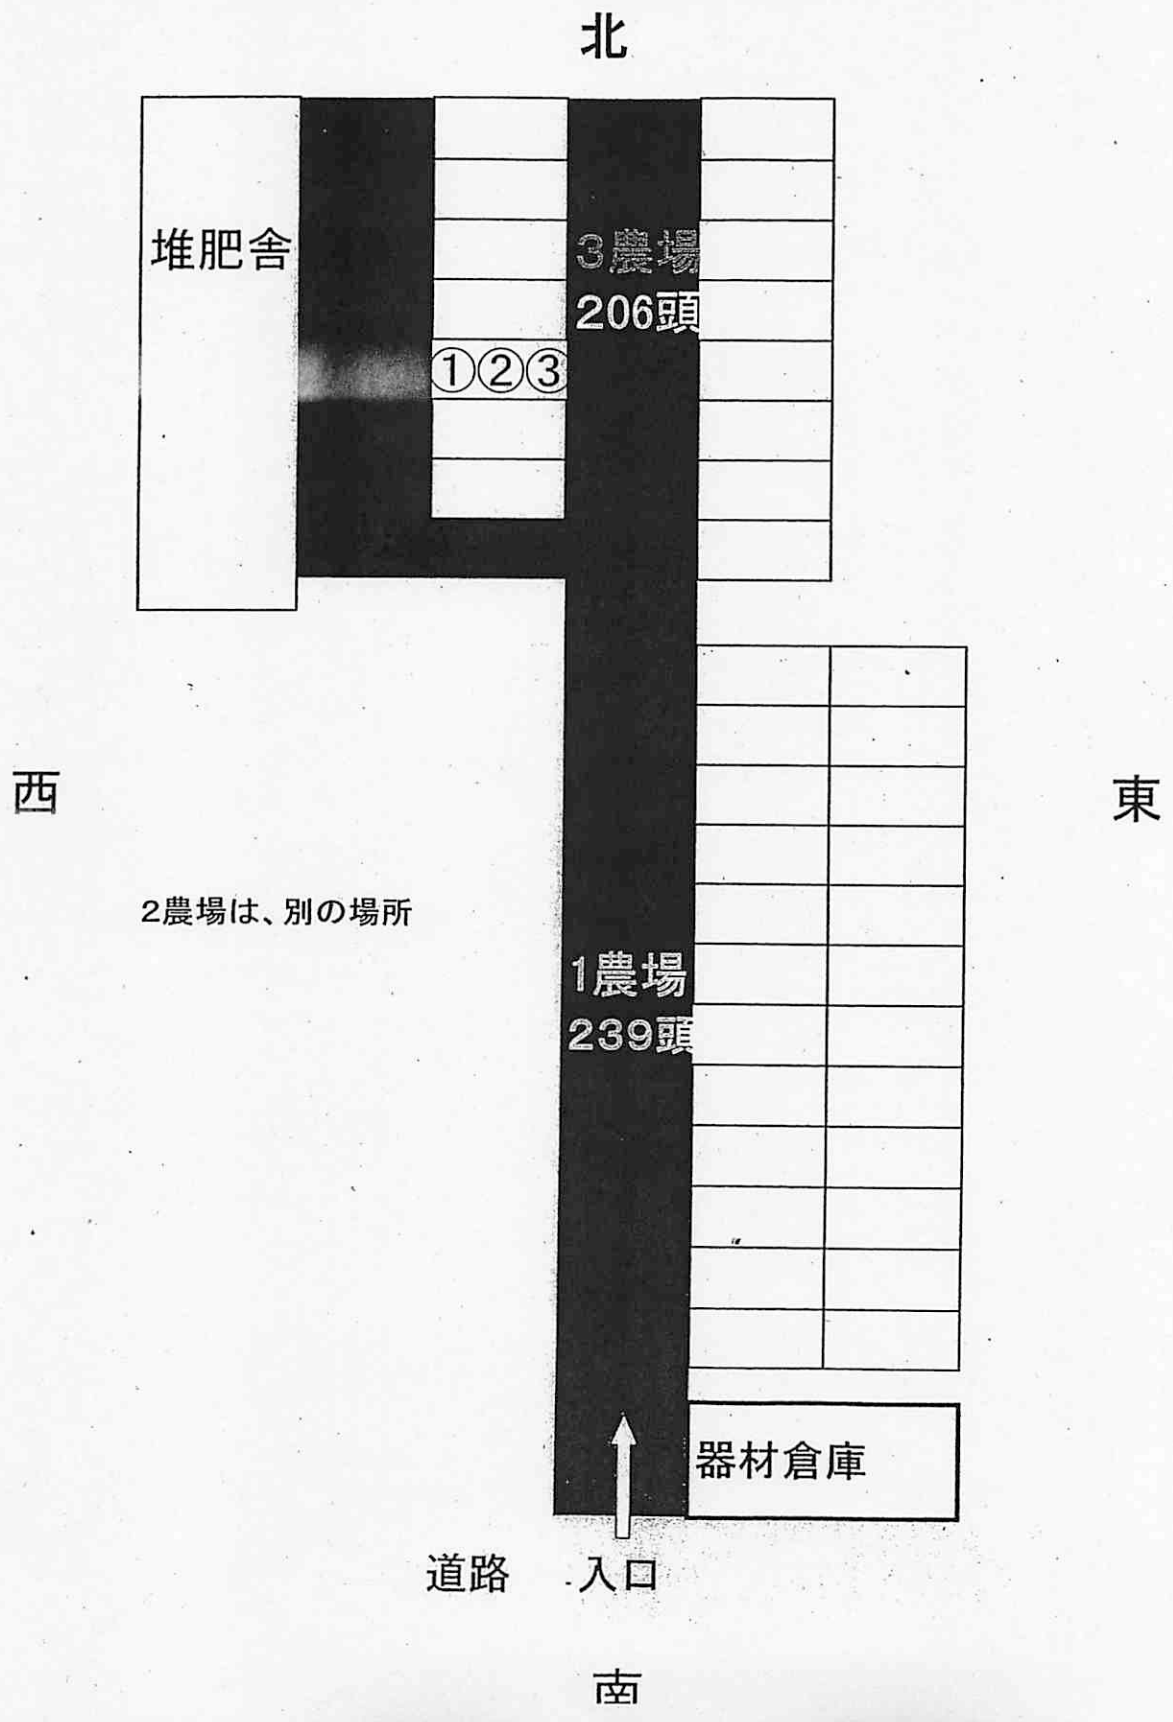 北
堆肥舎
3農場
206頭
①②③
西
東
2農場は、別の場所
1農場
239頭
器材倉庫
道路 入口
南